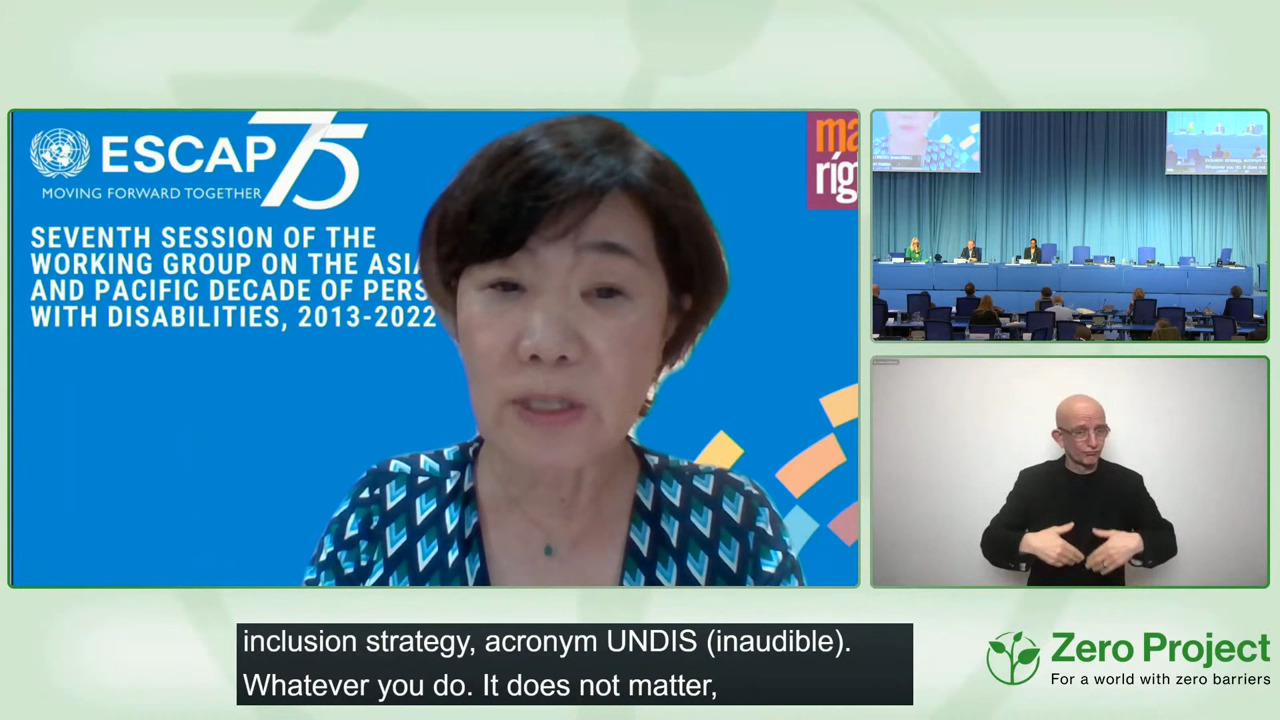 ESCAP 75
MOVING FORWARD TOGETHER
SEVENTH SESSION OF THE
WORKING GROUP ON THE ASIA
AND PACIFIC DECADE OF PERS
WITH DISABILITIES, 2013-2022
ma
rig
inclusion strategy, acronym UNDIS (inaudible).
Whatever you do. It does not matter,
Zero Project
For a world with zero barriers